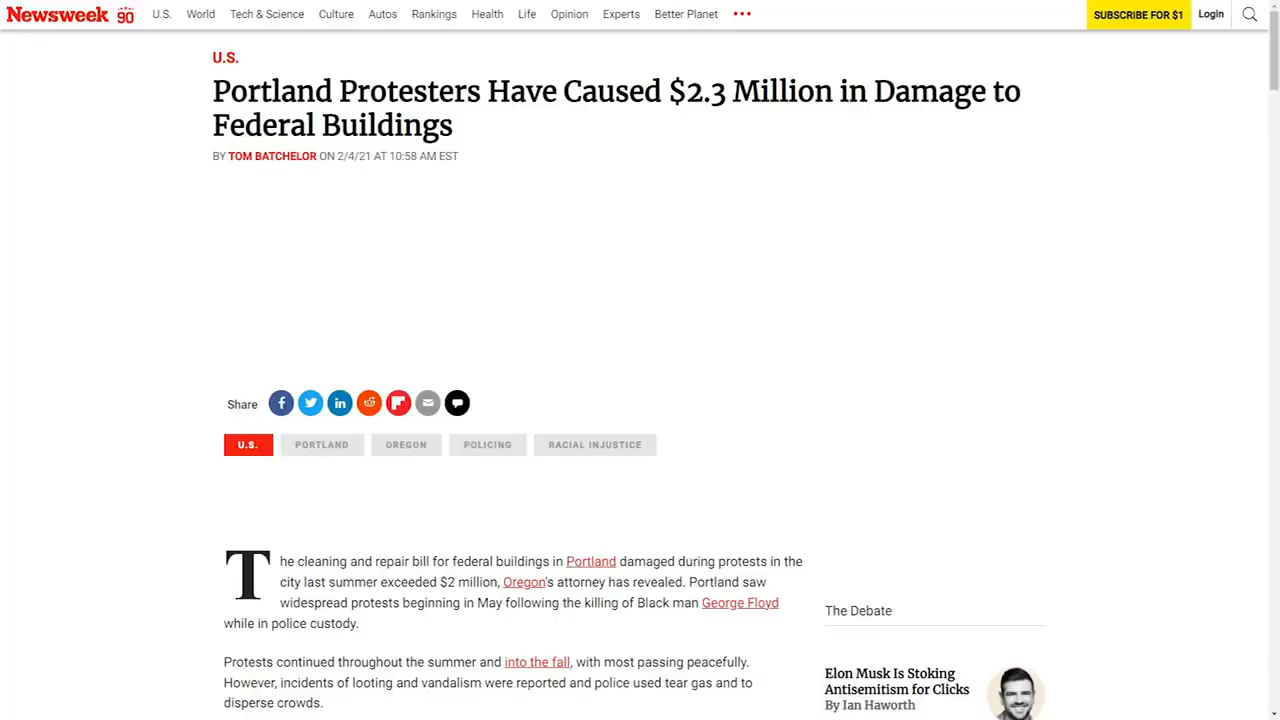 Newsweek 90 U.S. World Tech & Science Culture Autos Rankings Health Life Opinion Experts Better Planet ••• SUBSCRIBE FOR $1 Login
U.S.
Portland Protesters Have Caused $2.3 Million in Damage to
Federal Buildings
BY TOM BATCHELOR ON 2/4/21 AT 10:58 AM EST
Share
U.S. PORTLAND OREGON POLICING RACIAL INJUSTICE
The cleaning and repair bill for federal buildings in Portland damaged during protests in the
city last summer exceeded $2 million, Oregon's attorney has revealed. Portland saw
widespread protests beginning in May following the killing of Black man George Floyd
while in police custody.
Protests continued throughout the summer and into the fall, with most passing peacefully.
However, incidents of looting and vandalism were reported and police used tear gas and to
disperse crowds.
The Debate
Elon Musk Is Stoking
Antisemitism for Clicks
By Ian Haworth